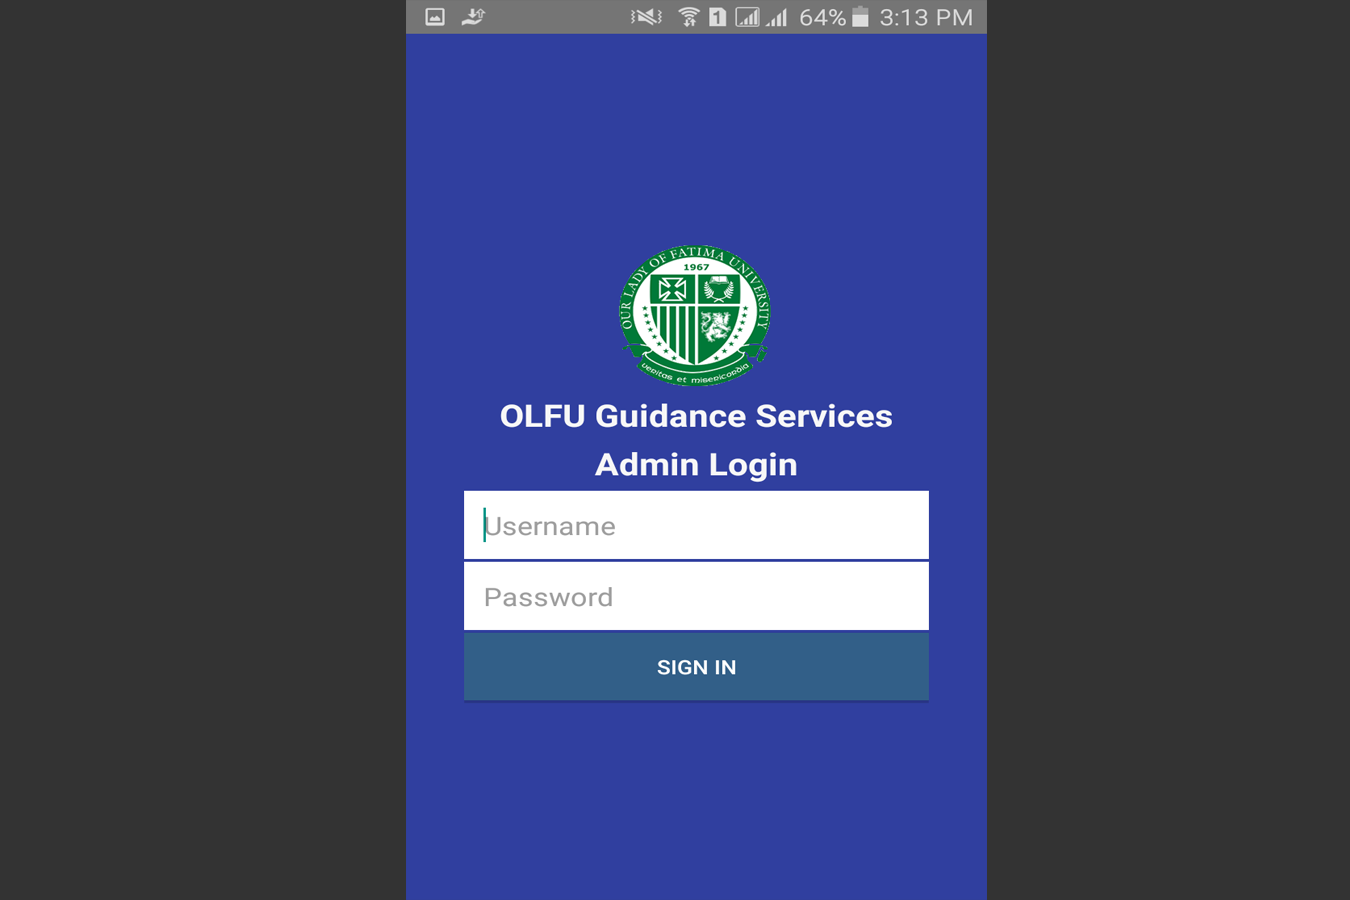 1 64% 3:13 PM
OUR LADY OF FATIMA UNIVERSITY
1967
veritas et misericordia
OLFU Guidance Services
Admin Login
Username
Password
SIGN IN